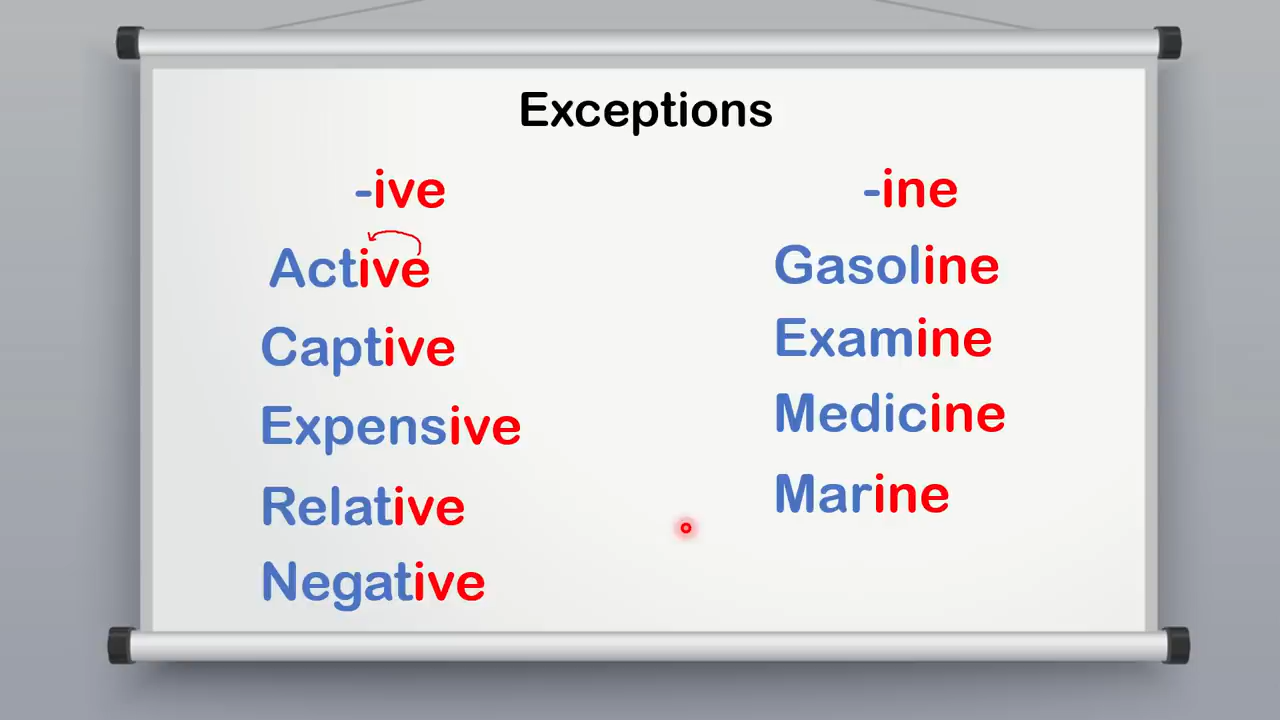 Exceptions
-ive
Active
Captive
Expensive
Relative
Negative
-ine
Gasoline
Examine
Medicine
Marine